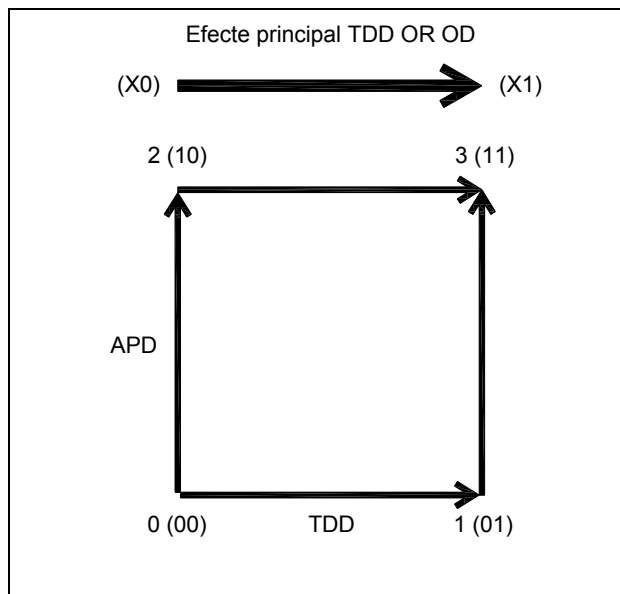 Efecte principal TDD OR OD
(X0) (X1)
2 (10) 3 (11)
APD
0 (00) TDD 1 (01)